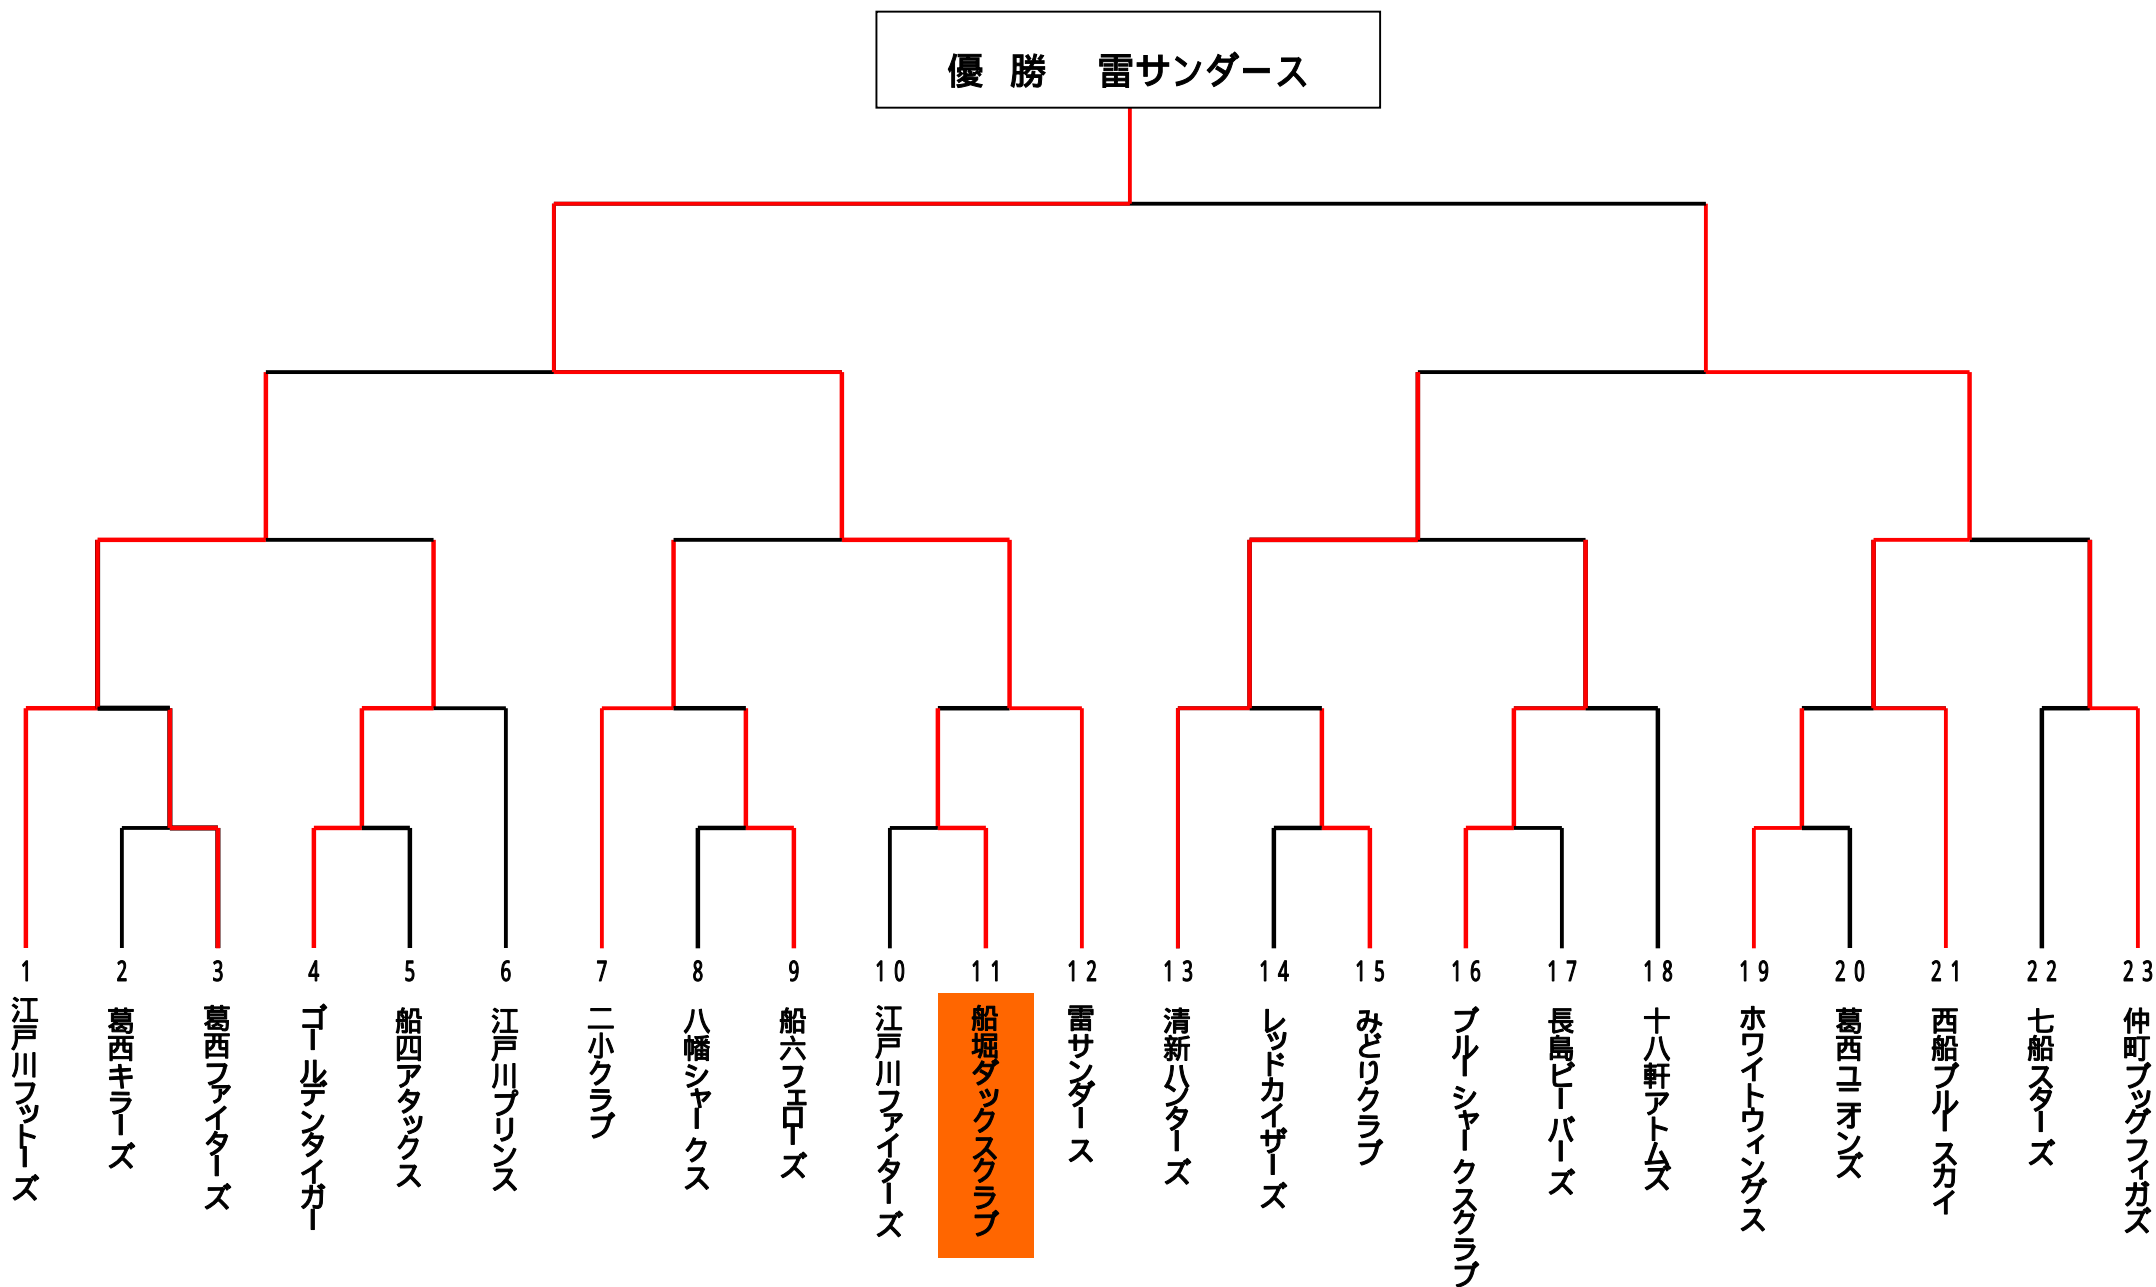 優 勝 雷サンダース
1
2
3
4
5
6
7
8
9
10
11
12
13
14
15
16
17
18
19
20
21
22
23
江戸川フットーズ
葛西キラーズ
葛西ファイターズ
ゴールデンタイガー
船四アタックス
江戸川プリンス
二小クラブ
八幡シャークス
船六フェローズ
江戸川ファイターズ
船堀ダックスクラブ
雷サンダース
清新ハンターズ
レッドカイザーズ
みどりクラブ
ブルーシャークスクラブ
長島ビーバーズ
十八軒アトムズ
ホワイトウィングス
葛西ユニオンズ
西船ブルースカイ
七船スターズ
仲町ブッグフィガズ